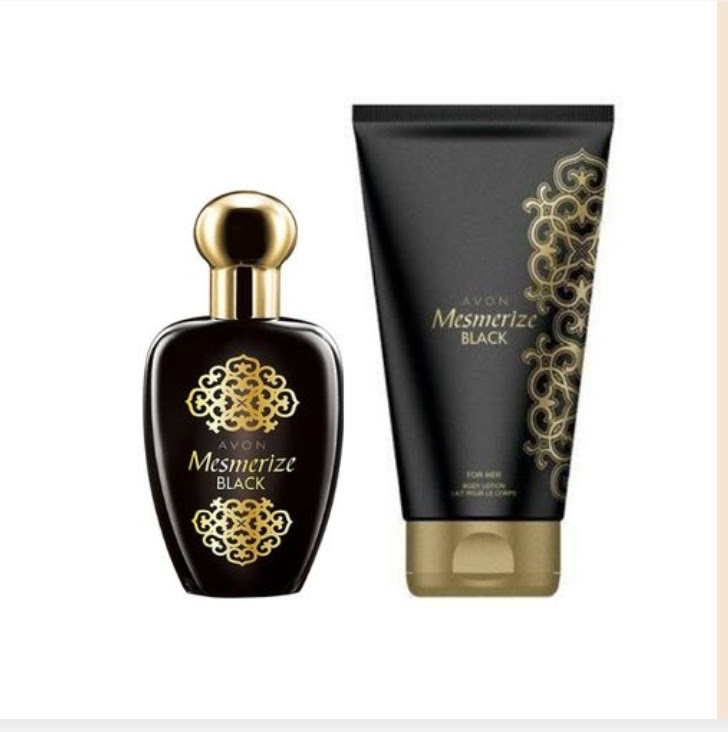 AVON
Mesmerize
BLACK
AVON
Mesmerize
BLACK
FOR HER
BODY LOTION
LAIT POUR LE CORPS